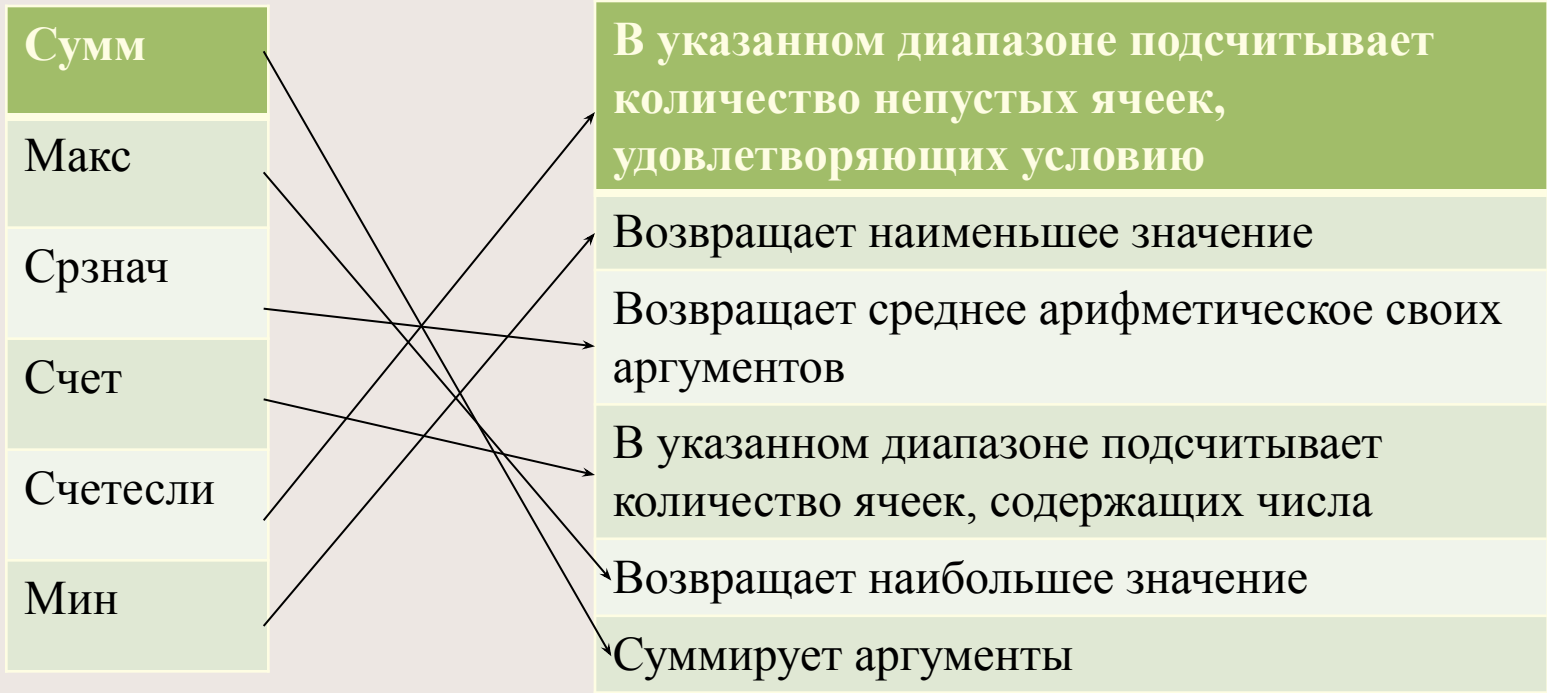 Сумм
Макс
Срзнач
Счет
Счетесли
Мин
В указанном диапазоне подсчитывает
количество непустых ячеек,
удовлетворяющих условию
Возвращает наименьшее значение
Возвращает среднее арифметическое своих
аргументов
В указанном диапазоне подсчитывает
количество ячеек, содержащих числа
Возвращает наибольшее значение
Суммирует аргументы